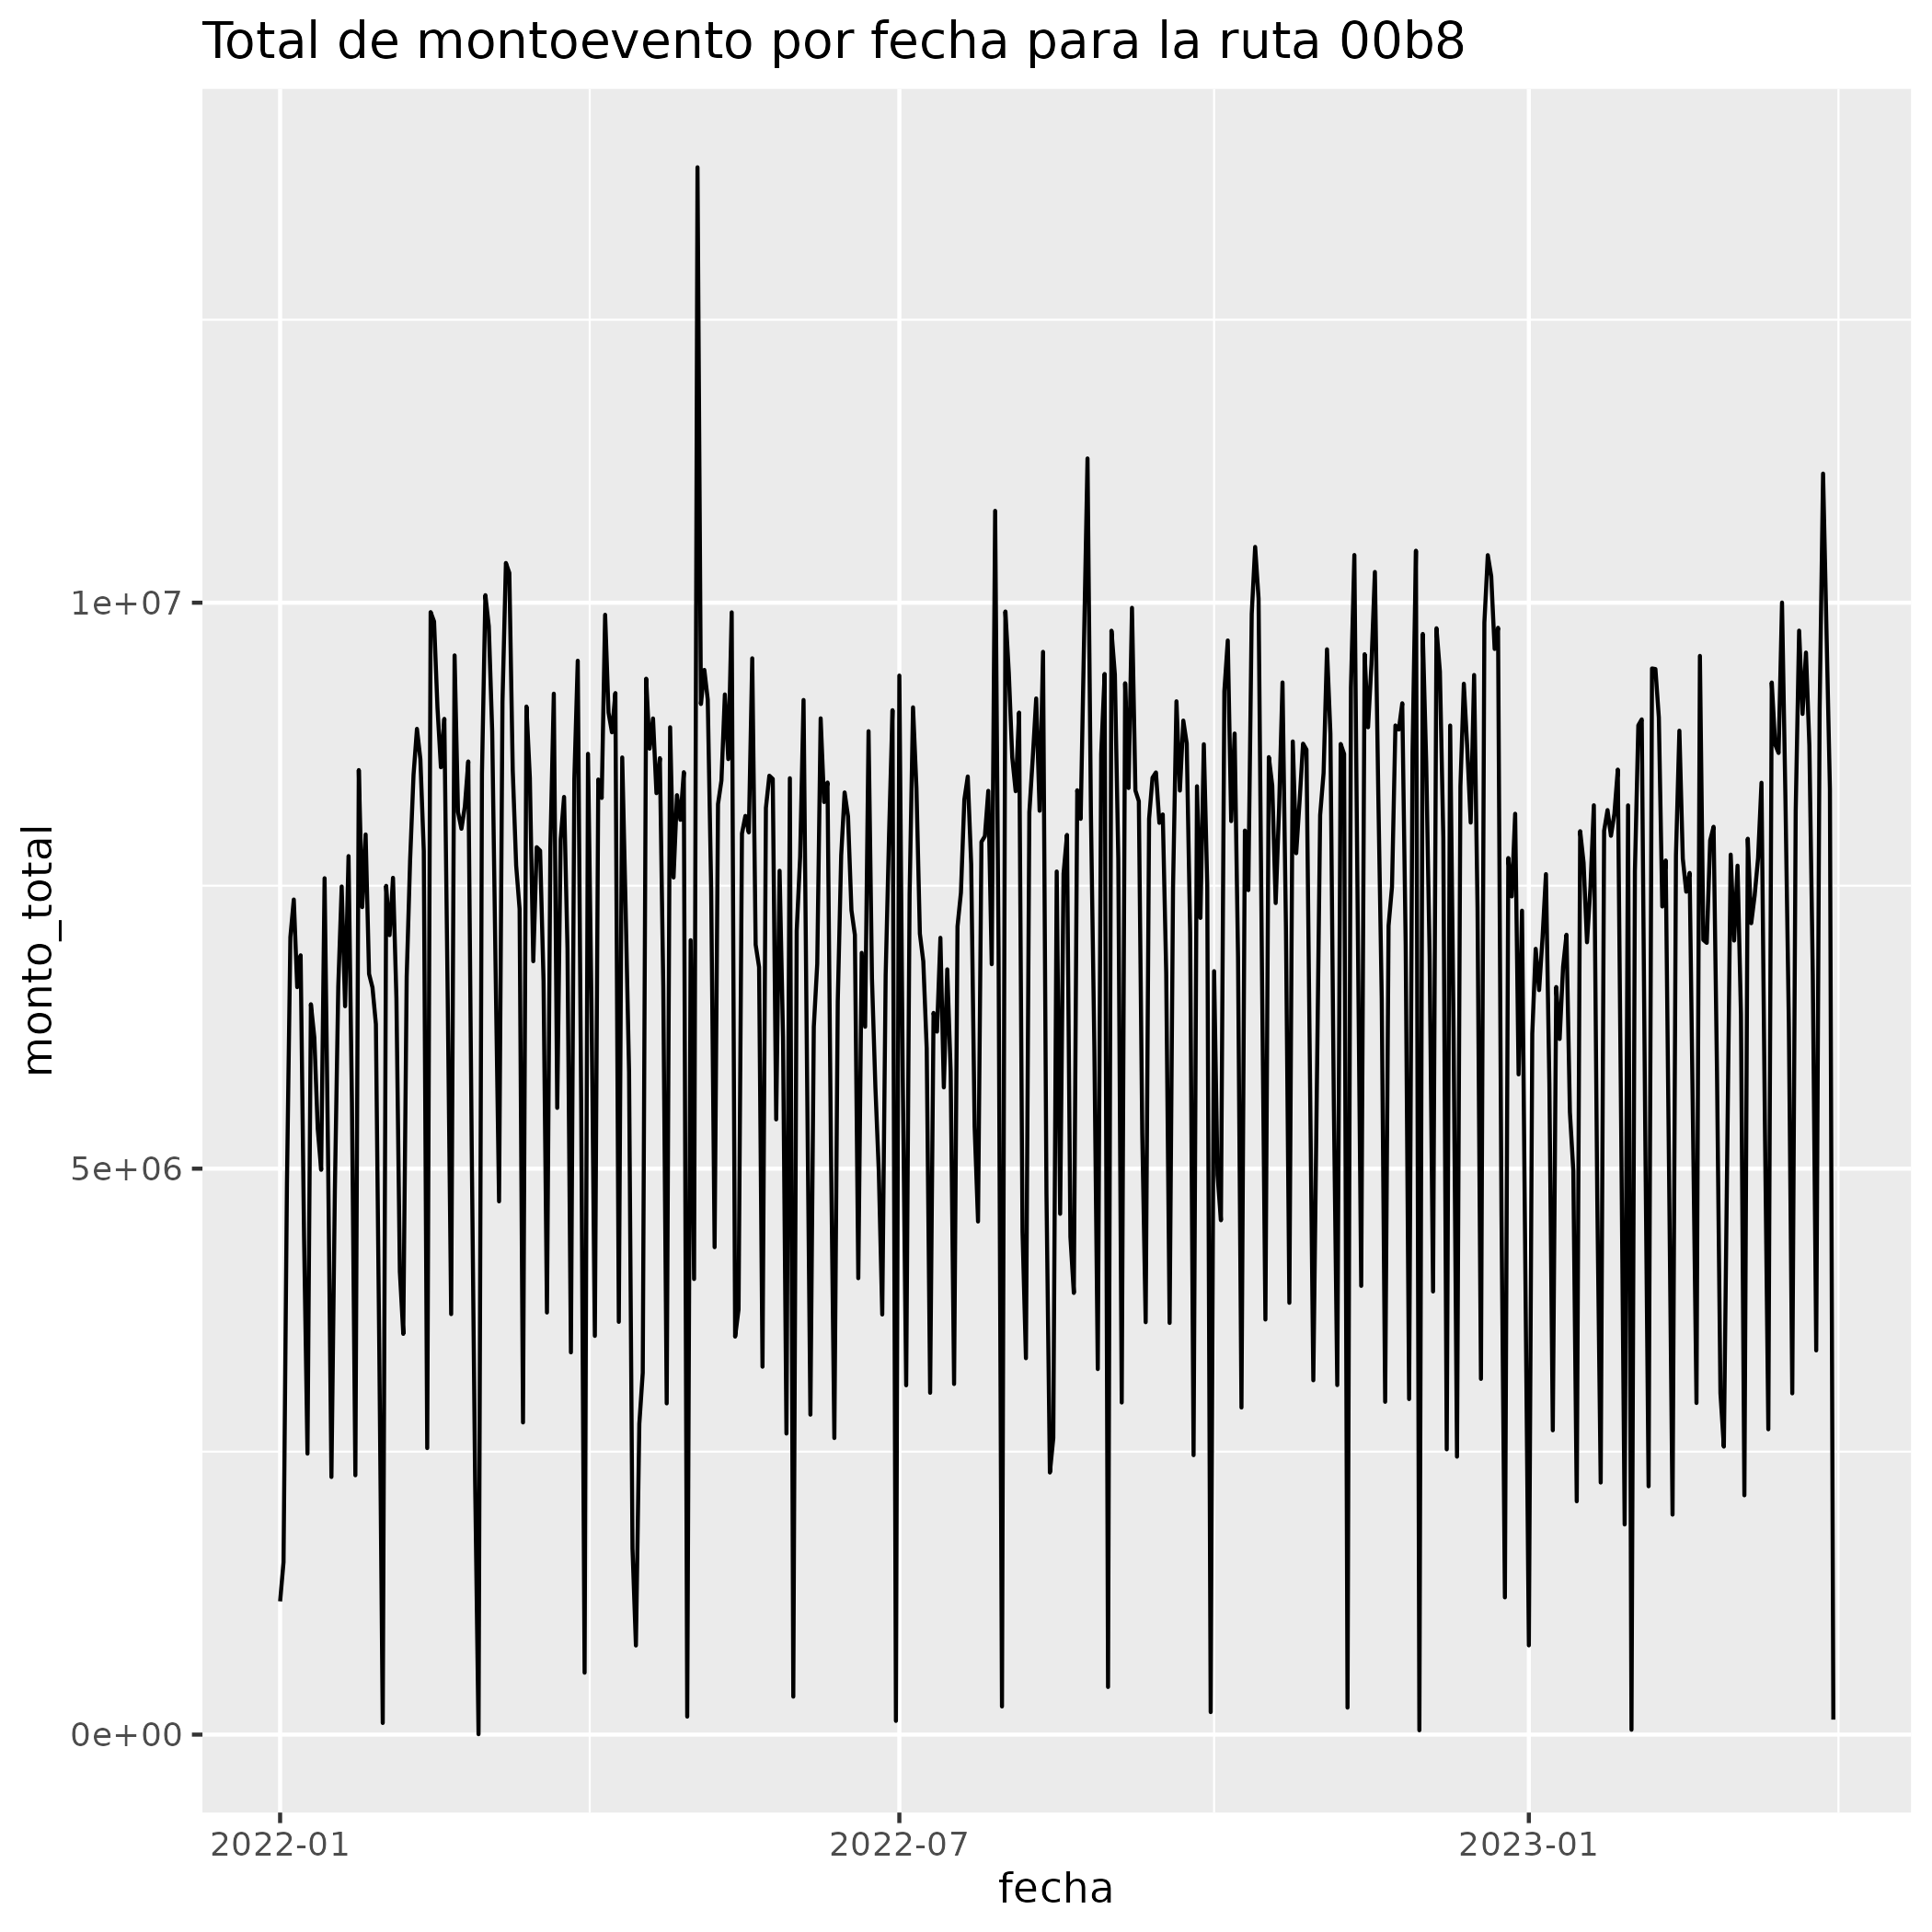 Total de montoevento por fecha para la ruta 00b8
monto_total
1e+07
5e+06
0e+00
2022-01
2022-07
2023-01
fecha